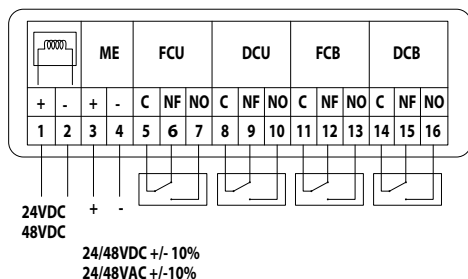 ME FCU DCU FCB DCB
+ - + - C NF NO C NF NO C NF NO C NF NO
1 2 3 4 5 6 7 8 9 10 11 12 13 14 15 16
24VDC + -
48VDC
24/48VDC +/- 10%
24/48VAC +/-10%